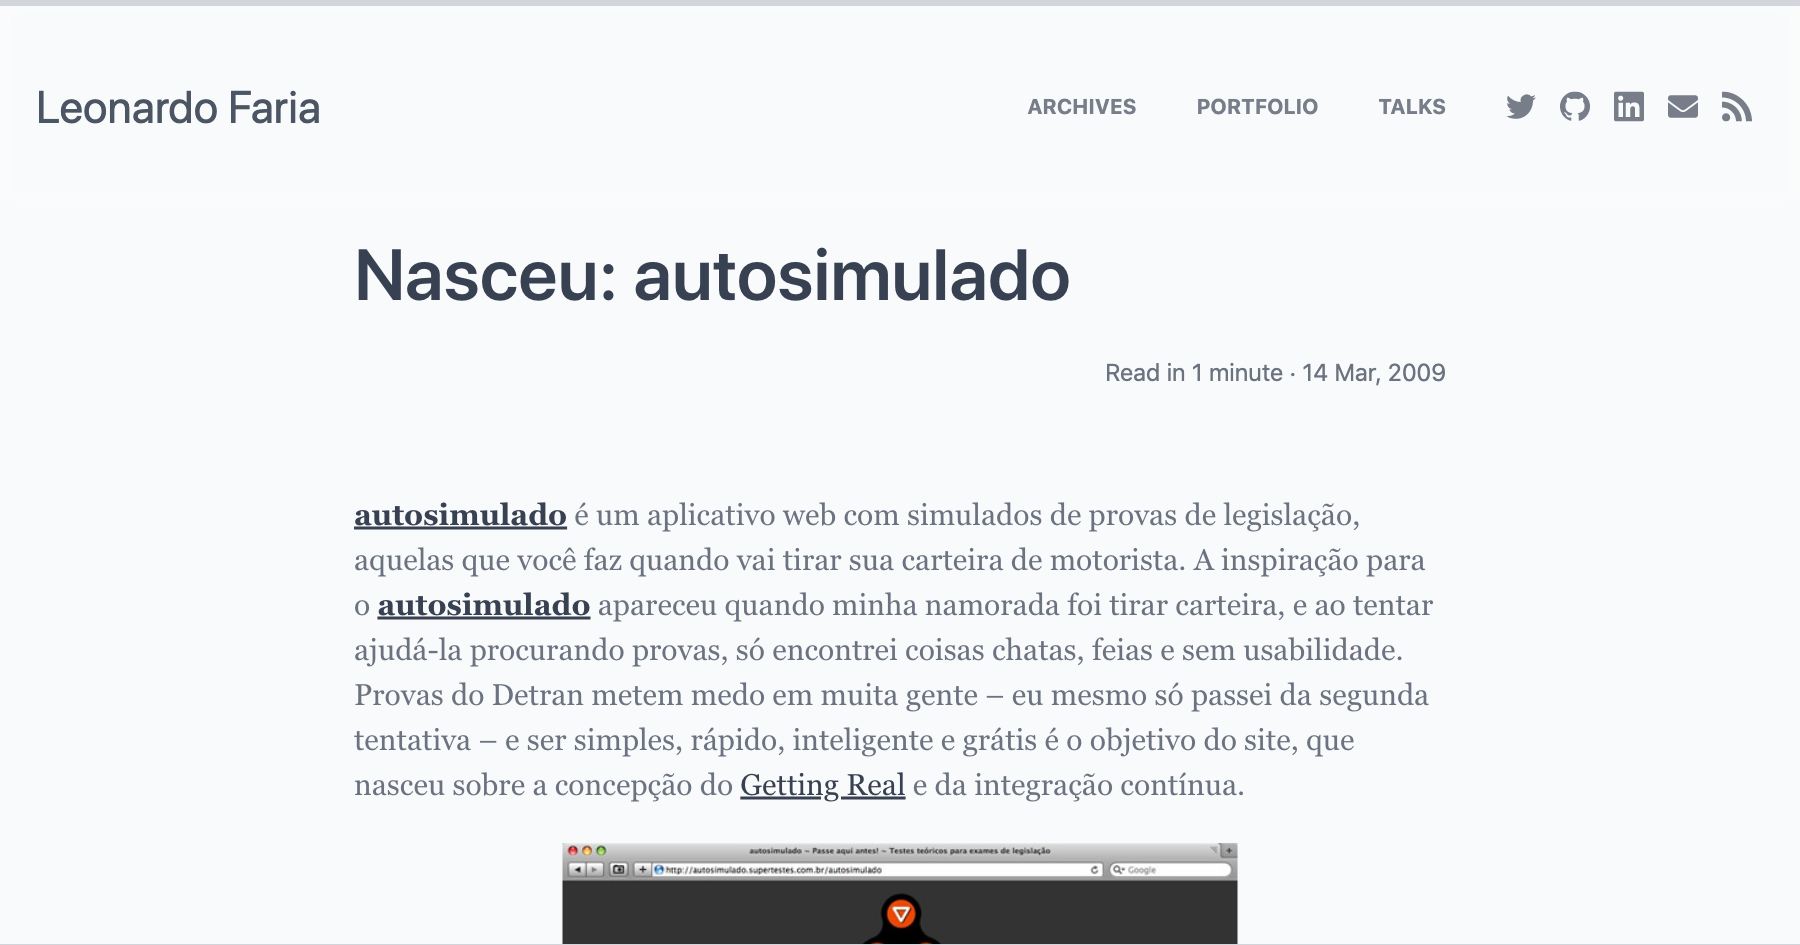 Leonardo Faria
ARCHIVES PORTFOLIO TALKS
Nasceu: autosimulado
Read in 1 minute · 14 Mar, 2009
autosimulado é um aplicativo web com simulados de provas de legislação,
aquelas que você faz quando vai tirar sua carteira de motorista. A inspiração para
o autosimulado apareceu quando minha namorada foi tirar carteira, e ao tentar
ajudá-la procurando provas, só encontrei coisas chatas, feias e sem usabilidade.
Provas do Detran metem medo em muita gente – eu mesmo só passei da segunda
tentativa – e ser simples, rápido, inteligente e grátis é o objetivo do site, que
nasceu sobre a concepção do Getting Real e da integração contínua.
autosimulado ~ Passe aqui antes! ~ Testes teóricos para exames de legislação
http://autosimulado.supertestes.com.br/autosimulado
Google